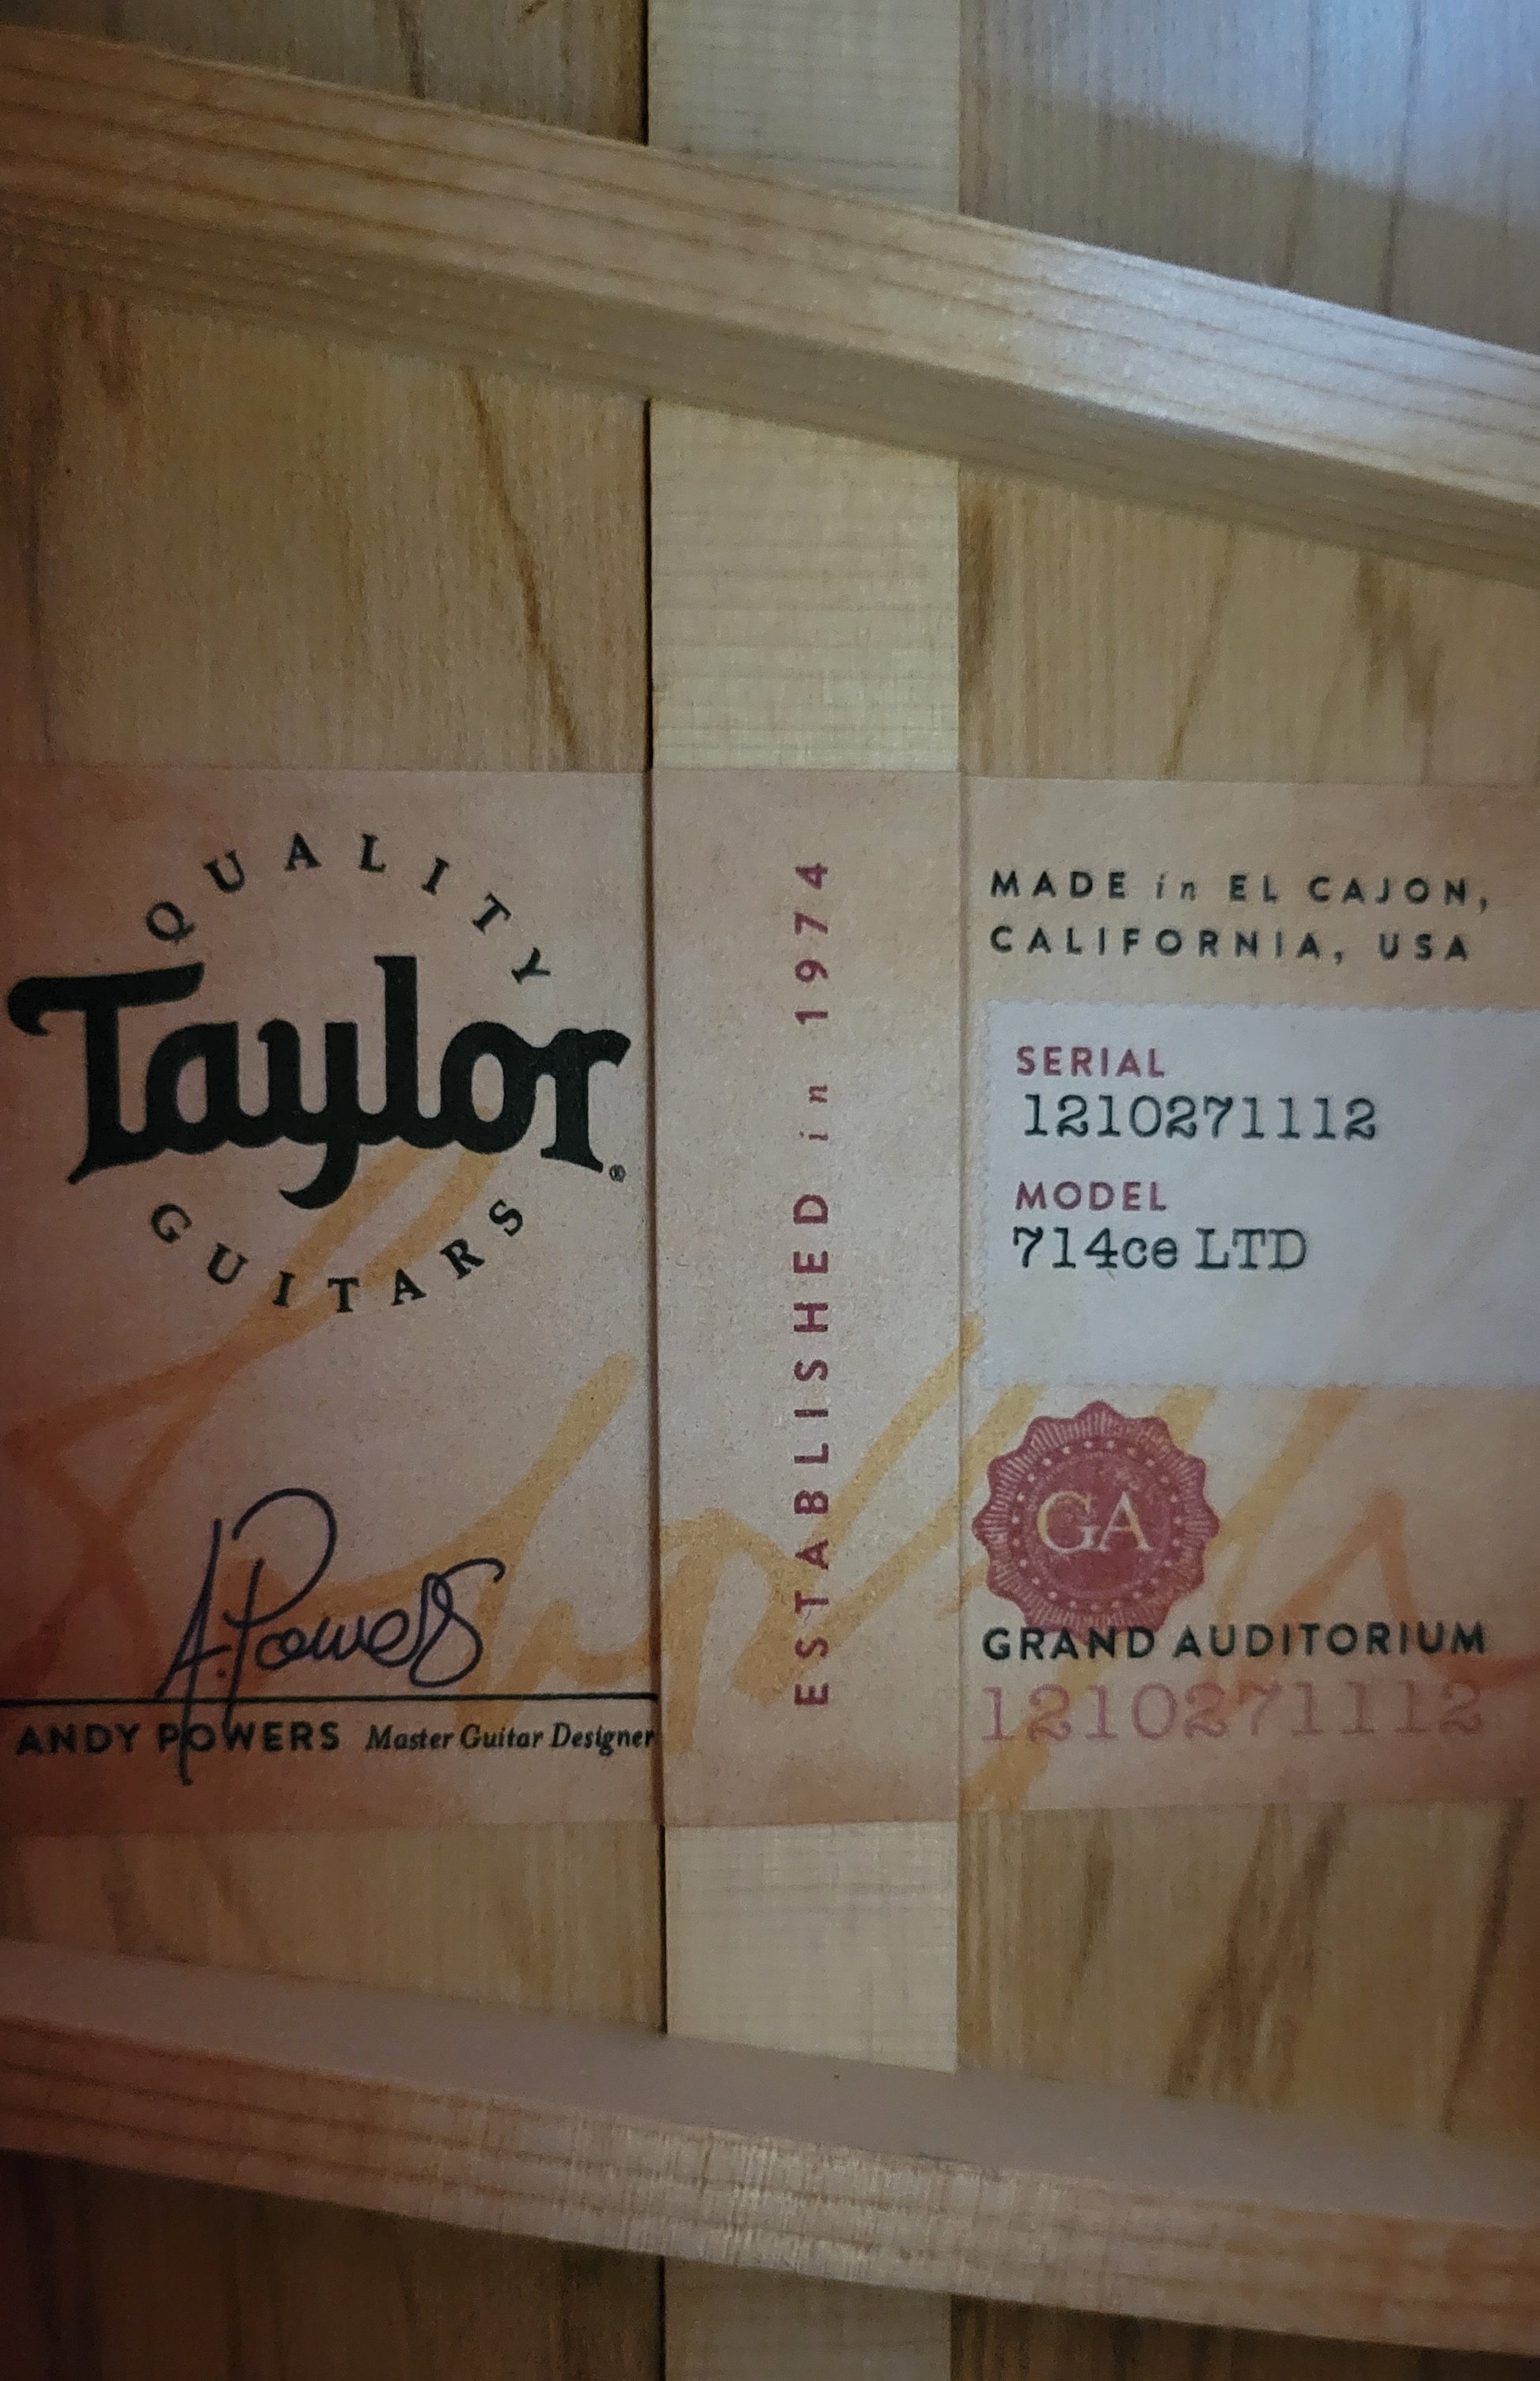 QUALITY
Taylor®
GUITARS
A. Powers
ANDY POWERS Master Guitar Designer
ESTABLISHED in 1974
MADE in EL CAJON,
CALIFORNIA, USA
SERIAL
1210271112
MODEL
714ce LTD
GA
GRAND AUDITORIUM
1210271112